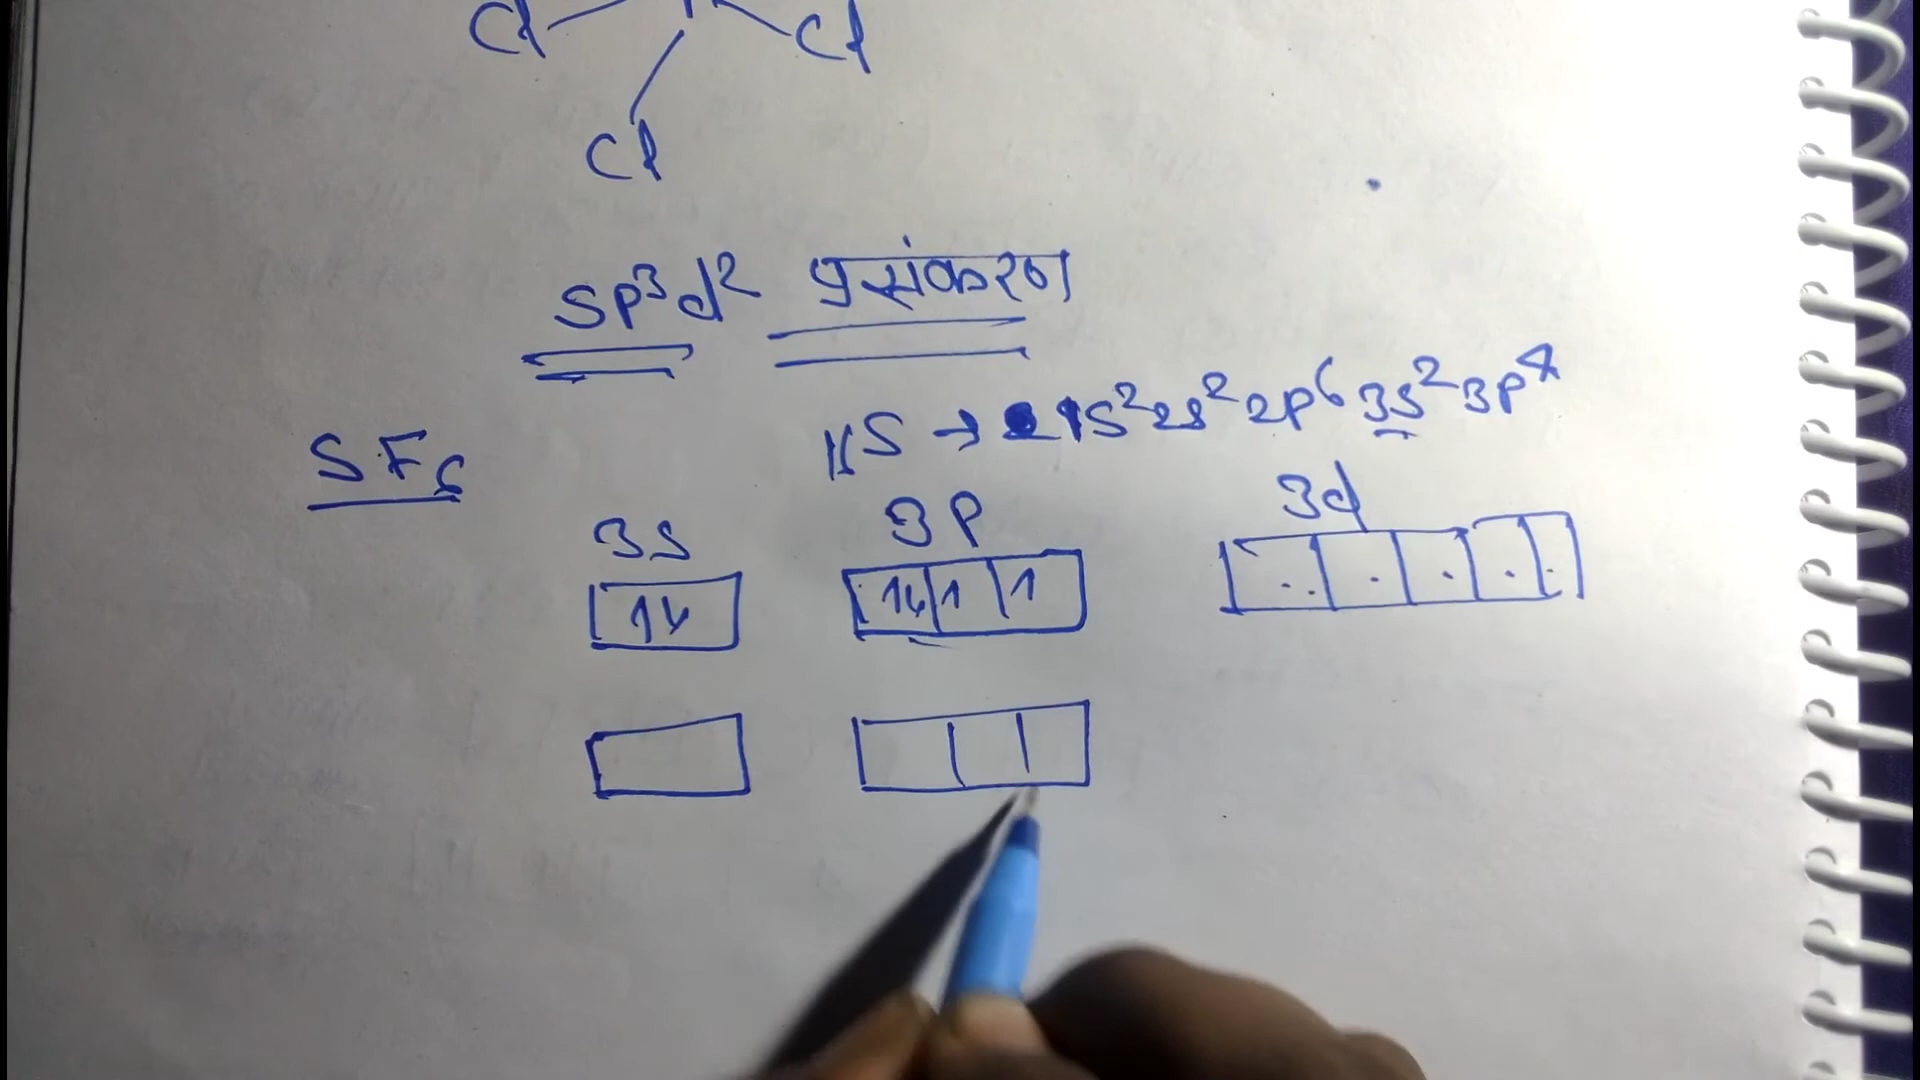 Cl Cl
Cl
SP³d² प्रसंकरण
SF₆
16S → 1S² 2s² 2p⁶ 3s² 3p⁴
3s 3P 3d
1↓ 1↓ 1 1